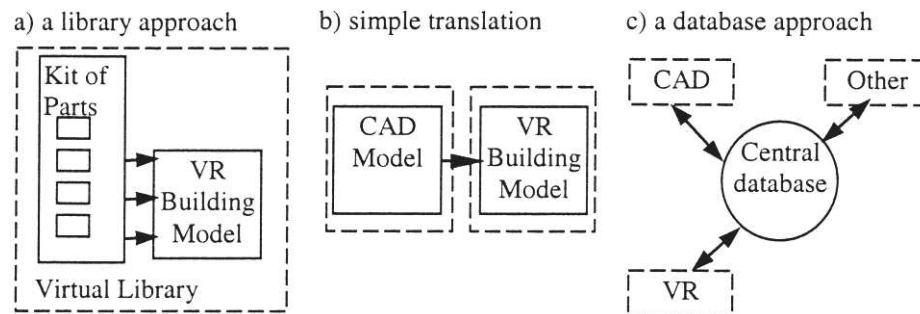 a) a library approach
Kit of
Parts
VR
Building
Model
Virtual Library
b) simple translation
CAD
Model
VR
Building
Model
c) a database approach
CAD
Other
Central
database
VR